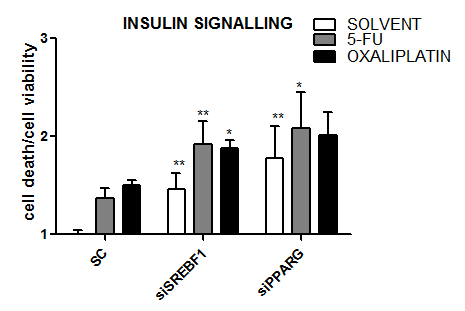 INSULIN SIGNALLING
SOLVENT
5-FU
OXALIPLATIN
cell death/cell viability
3
2
1
**
**
*
**
*
SC
siSREBF1
siPPARG